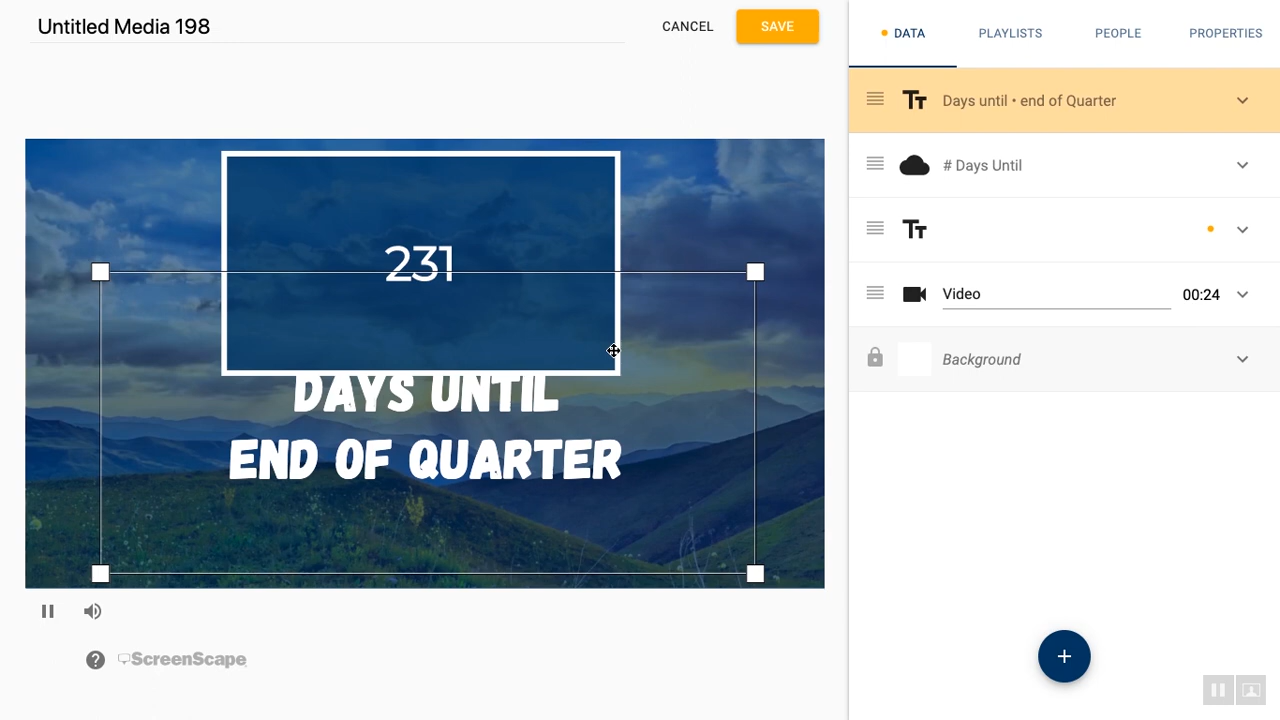 Untitled Media 198
CANCEL
SAVE
DATA
PLAYLISTS
PEOPLE
PROPERTIES
Days until • end of Quarter
# Days Until
Video
00:24
Background
231
DAYS UNTIL
END OF QUARTER
ScreenScape